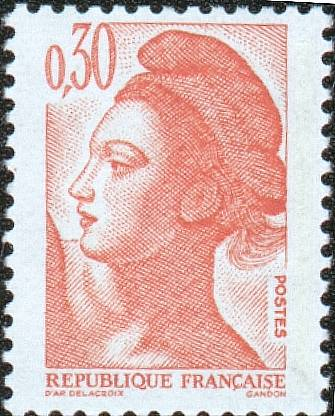 0,30
POSTES
REPUBLIQUE FRANÇAISE
D'AP. DELACROIX GANDON